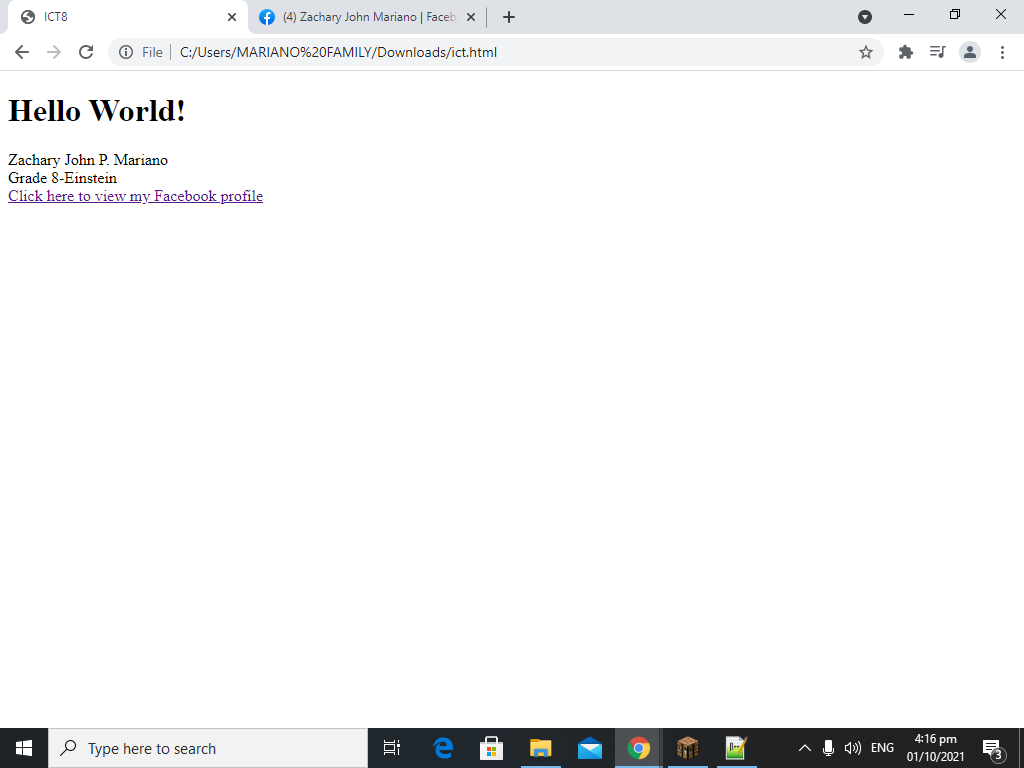 ICT8
(4) Zachary John Mariano | Faceb
File
C:/Users/MARIANO%20FAMILY/Downloads/ict.html
Hello World!
Zachary John P. Mariano
Grade 8-Einstein
Click here to view my Facebook profile
Type here to search
ENG
4:16 pm
01/10/2021
3